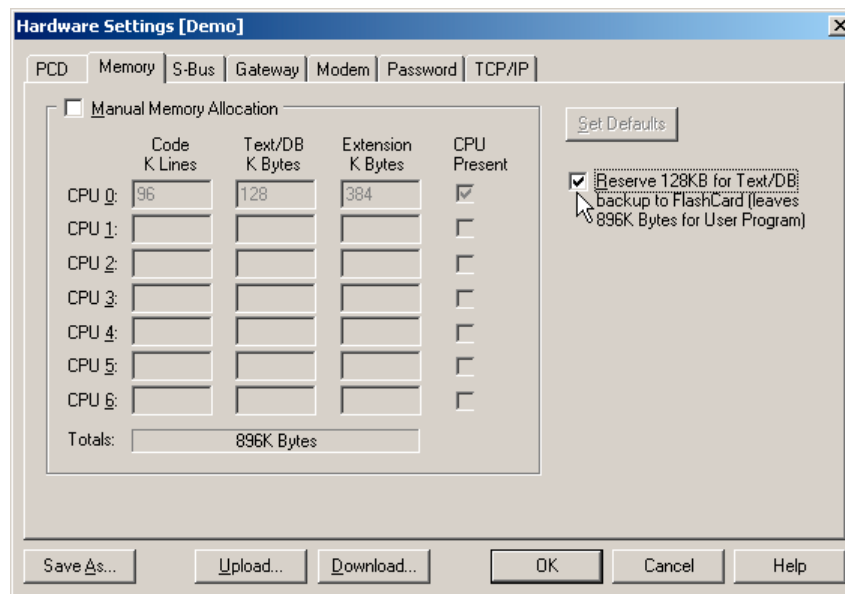 Hardware Settings [Demo]
PCD Memory S-Bus Gateway Modem Password TCP/IP
Manual Memory Allocation
Code K Lines Text/DB K Bytes Extension K Bytes CPU Present
CPU 0: 96 128 384
CPU 1:
CPU 2:
CPU 3:
CPU 4:
CPU 5:
CPU 6:
Totals: 896K Bytes
Set Defaults
Reserve 128KB for Text/DB
backup to FlashCard (leaves
896K Bytes for User Program)
Save As... Upload... Download... OK Cancel Help